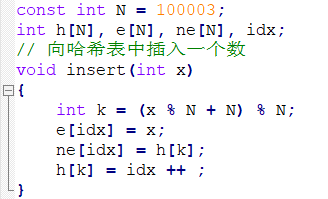 const int N = 100003;
int h[N], e[N], ne[N], idx;
// 向哈希表中插入一个数
void insert(int x)
{
    int k = (x % N + N) % N;
    e[idx] = x;
    ne[idx] = h[k];
    h[k] = idx ++ ;
}